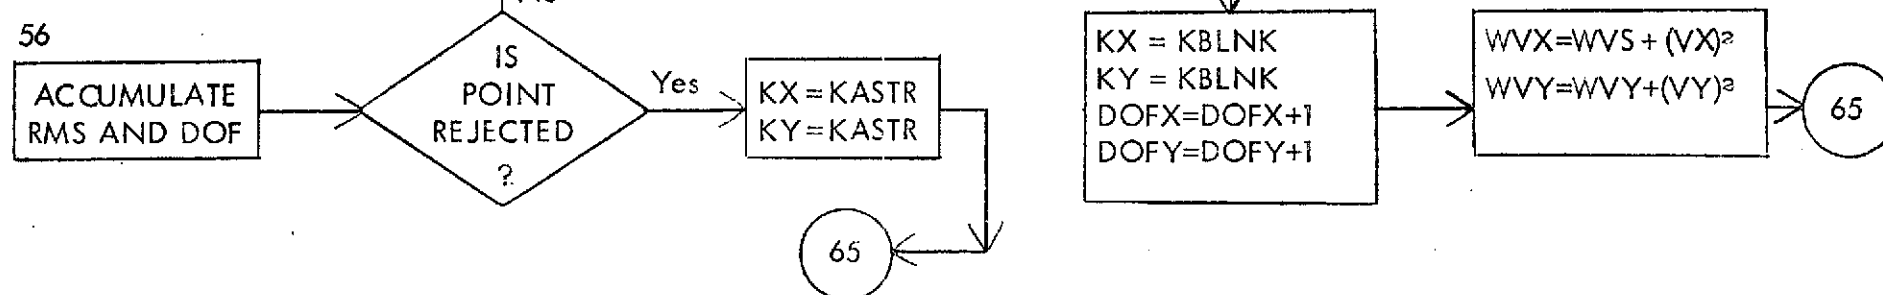 56
ACCUMULATE
RMS AND DOF
IS
POINT
REJECTED
?
Yes
KX = KASTR
KY = KASTR
65
KX = KBLNK
KY = KBLNK
DOFX=DOFX+1
DOFY=DOFY+1
WVX=WVS + (VX)²
WVY=WVY+(VY)²
65